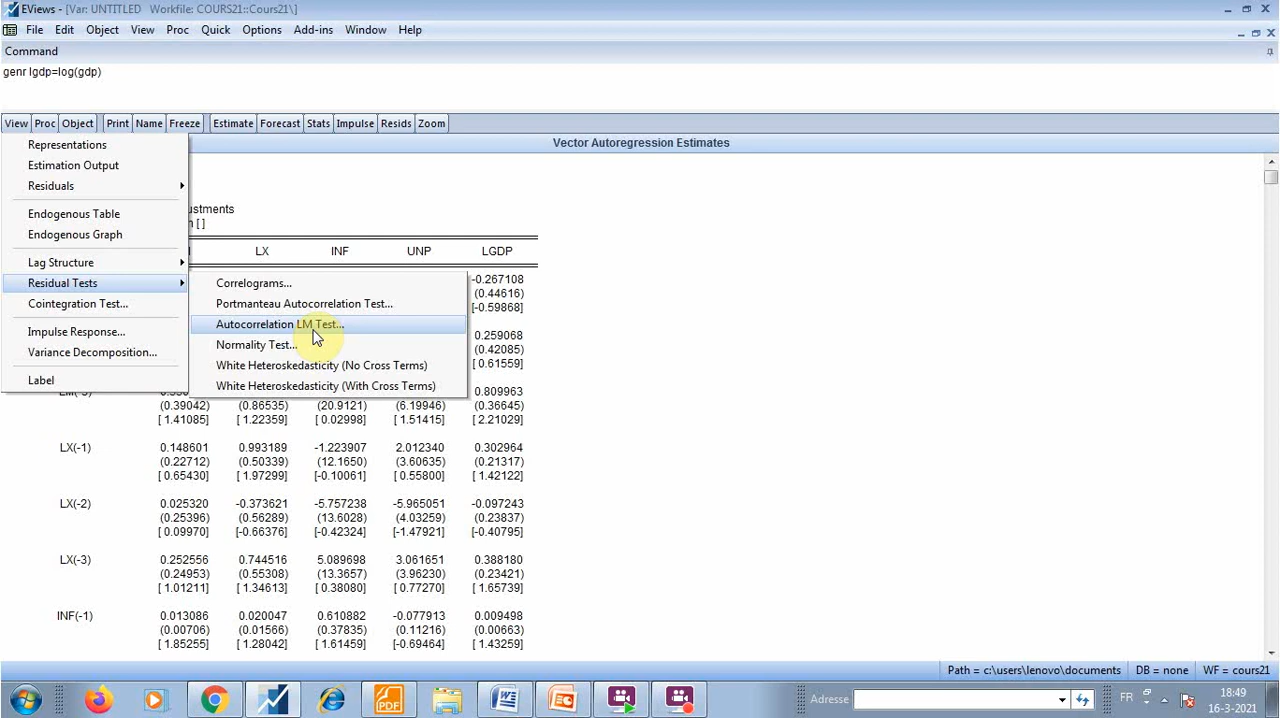 EViews - [Var: UNTITLED   Workfile: COURS21::Cours21\]
File Edit Object View Proc Quick Options Add-ins Window Help
Command
genr lgdp=log(gdp)
View Proc Object Print Name Freeze Estimate Forecast Stats Impulse Resids Zoom
Vector Autoregression Estimates
Representations
Estimation Output
Residuals
Endogenous Table
Endogenous Graph
Lag Structure
Residual Tests
Cointegration Test...
Impulse Response...
Variance Decomposition...
Label
Correlograms...
Portmanteau Autocorrelation Test...
Autocorrelation LM Test...
Normality Test...
White Heteroskedasticity (No Cross Terms)
White Heteroskedasticity (With Cross Terms)
LX INF UNP LGDP
-0.267108
(0.44616)
[-0.59868]
0.259068
(0.42085)
[ 0.61559]
0.809963
(0.39042) (0.86535) (20.9121) (6.19946) (0.36645)
[ 1.41085] [ 1.22359] [ 0.02998] [ 1.51415] [ 2.21029]
LX(-1) 0.148601 0.993189 -1.223907 2.012340 0.302964
(0.22712) (0.50339) (12.1650) (3.60635) (0.21317)
[ 0.65430] [ 1.97299] [-0.10061] [ 0.55800] [ 1.42122]
LX(-2) 0.025320 -0.373621 -5.757238 -5.965051 -0.097243
(0.25396) (0.56289) (13.6028) (4.03259) (0.23837)
[ 0.09970] [-0.66376] [-0.42324] [-1.47921] [-0.40795]
LX(-3) 0.252556 0.744516 5.089698 3.061651 0.388180
(0.24953) (0.55308) (13.3657) (3.96230) (0.23421)
[ 1.01211] [ 1.34613] [ 0.38080] [ 0.77270] [ 1.65739]
INF(-1) 0.013086 0.020047 0.610882 -0.077913 0.009498
(0.00706) (0.01566) (0.37835) (0.11216) (0.00663)
[ 1.85255] [ 1.28042] [ 1.61459] [-0.69464] [ 1.43259]
Path = c:\users\lenovo\documents DB = none WF = cours21
PDF
Adresse FR 18:49
16-3-2021